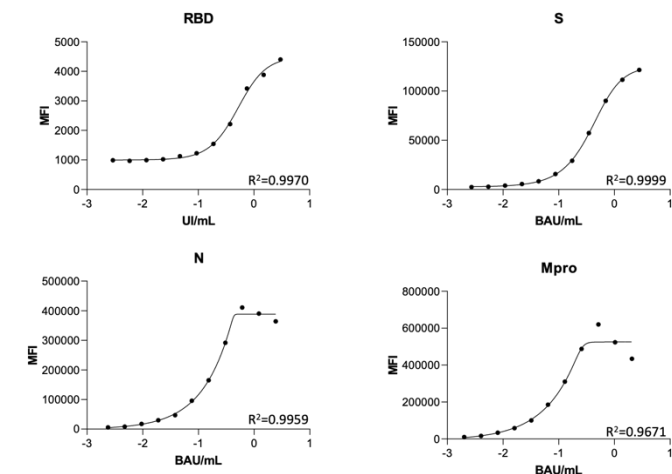 RBD
5000
4000
3000
2000
1000
0
MFI
-3 -2 -1 0 1
UI/mL
R²=0.9970
S
150000
100000
50000
0
MFI
-3 -2 -1 0 1
BAU/mL
R²=0.9999
N
500000
400000
300000
200000
100000
0
MFI
-3 -2 -1 0 1
BAU/mL
R²=0.9959
Mpro
800000
600000
400000
200000
0
MFI
-3 -2 -1 0 1
BAU/mL
R²=0.9671